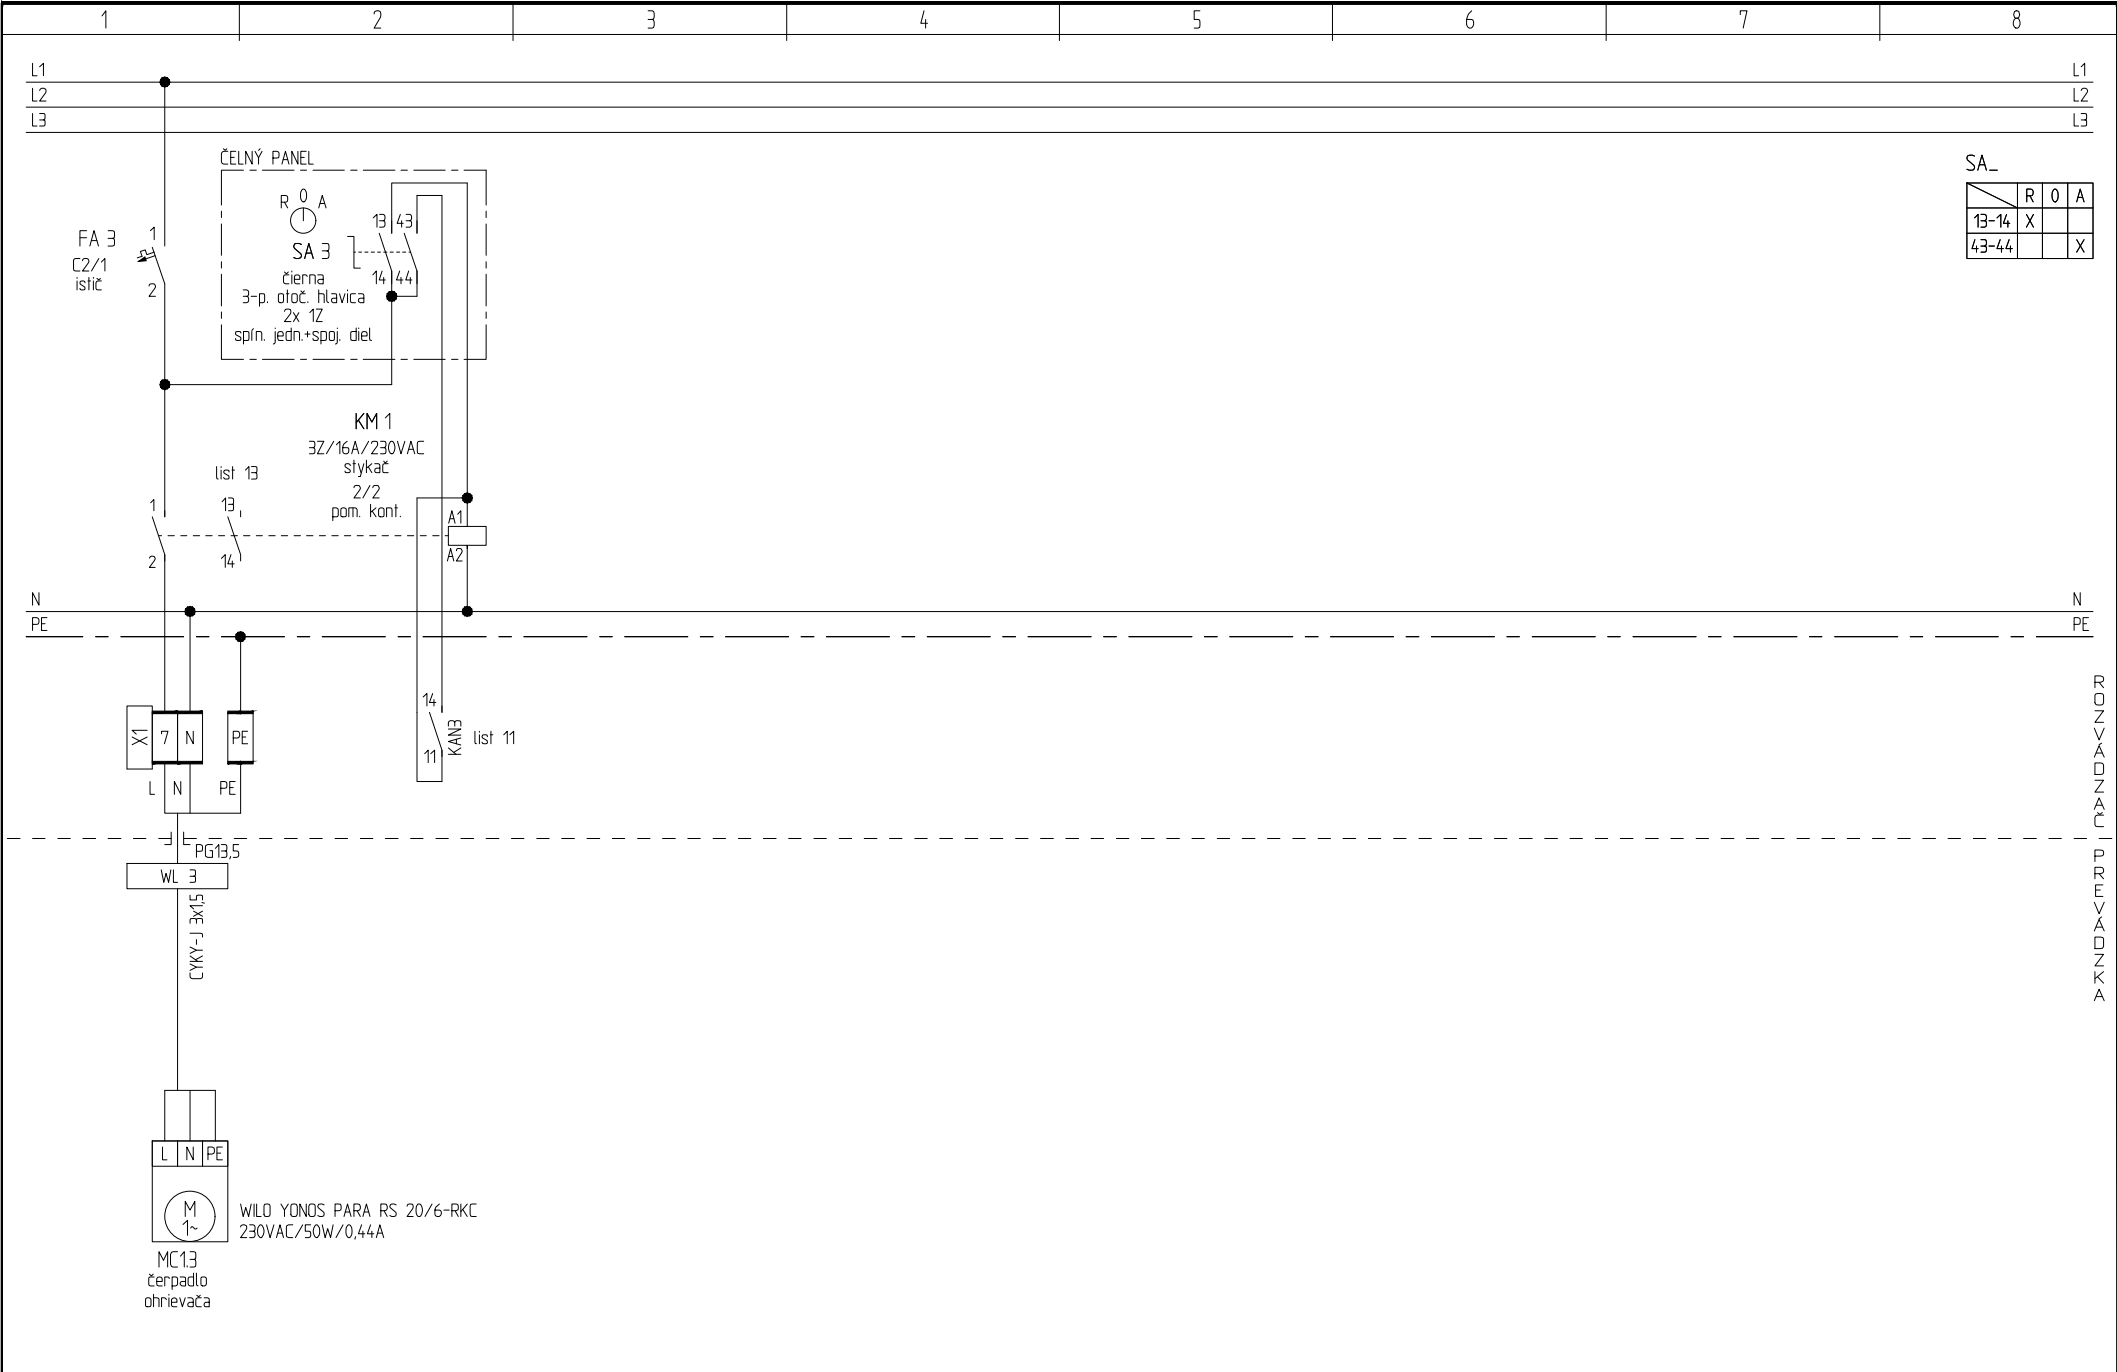 1 2 3 4 5 6 7 8
L1 L1
L2 L2
L3 L3
ČELNÝ PANEL
R 0 A
SA 3
čierna
3-p. otoč. hlavica
2x 1Z
spín. jedn.+spoj. diel
13 43
14 44
FA 3
C2/1
istič
1
2
SA_
R 0 A
13-14 X
43-44 X
KM 1
3Z/16A/230VAC
stykač
2/2
pom. kont.
list 13
1 13
2 14
A1
A2
N N
PE PE
14
11
KAN3
list 11
X1 7 N PE
L N PE
PG13,5
WL 3
CYKY-J 3x1,5
ROZVÁDZAČ
PREVÁDZKA
L N PE
M
1~
WILO YONOS PARA RS 20/6-RKC
230VAC/50W/0,44A
MC1.3
čerpadlo
ohrievača